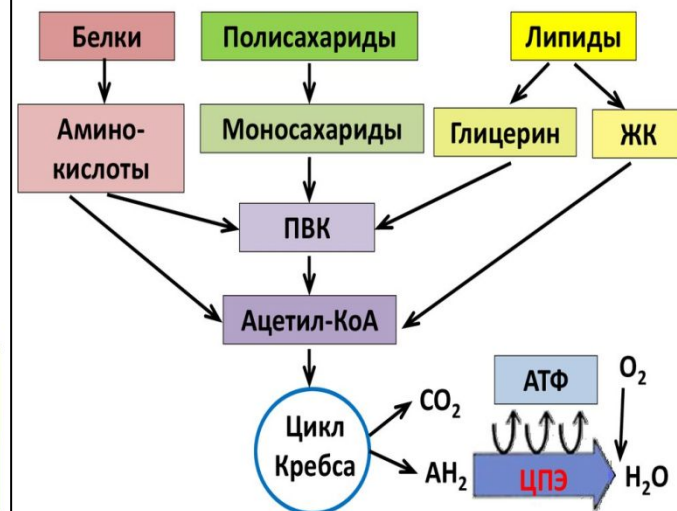 Белки
Полисахариды
Липиды
Амино-
кислоты
Моносахариды
Глицерин
ЖК
ПВК
Ацетил-КоА
Цикл
Кребса
CO₂
AH₂
АТФ
ЦПЭ
O₂
H₂O